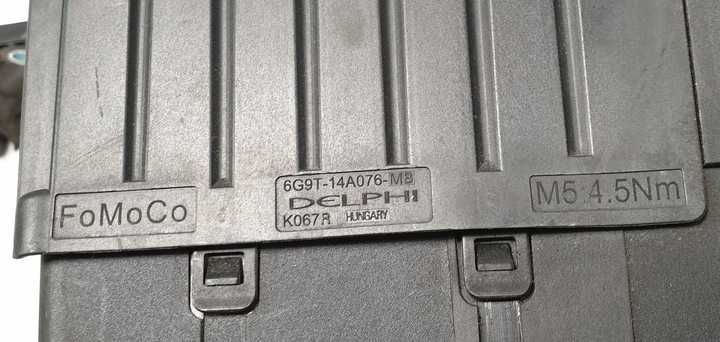 FoMoCo
6G9T-14A076-M8
DELPHI
K067R HUNGARY
M5 4.5Nm